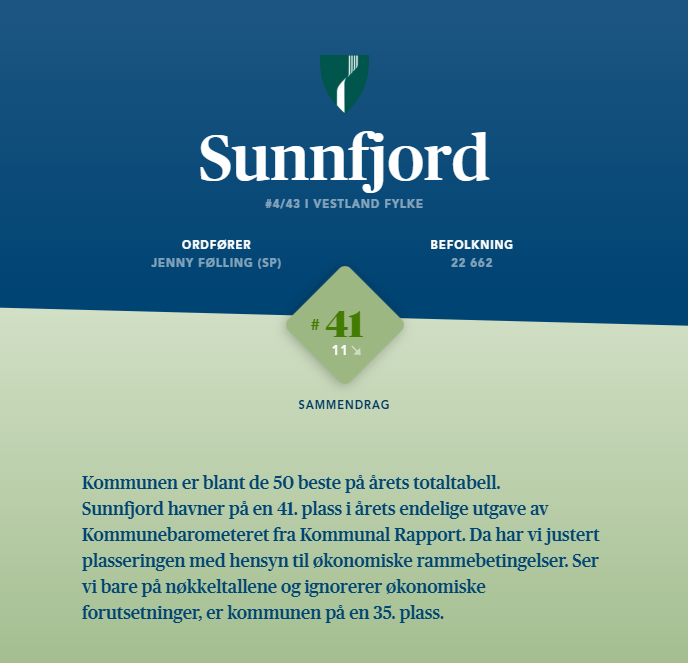 Sunnfjord
#4/43 I VESTLAND FYLKE
ORDFØRER
JENNY FØLLING (SP)
BEFOLKNING
22 662
# 41
11 ↘
SAMMENDRAG
Kommunen er blant de 50 beste på årets totaltabell.
Sunnfjord havner på en 41. plass i årets endelige utgave av
Kommunebarometeret fra Kommunal Rapport. Da har vi justert
plasseringen med hensyn til økonomiske rammebetingelser. Ser
vi bare på nøkkeltallene og ignorerer økonomiske
forutsetninger, er kommunen på en 35. plass.